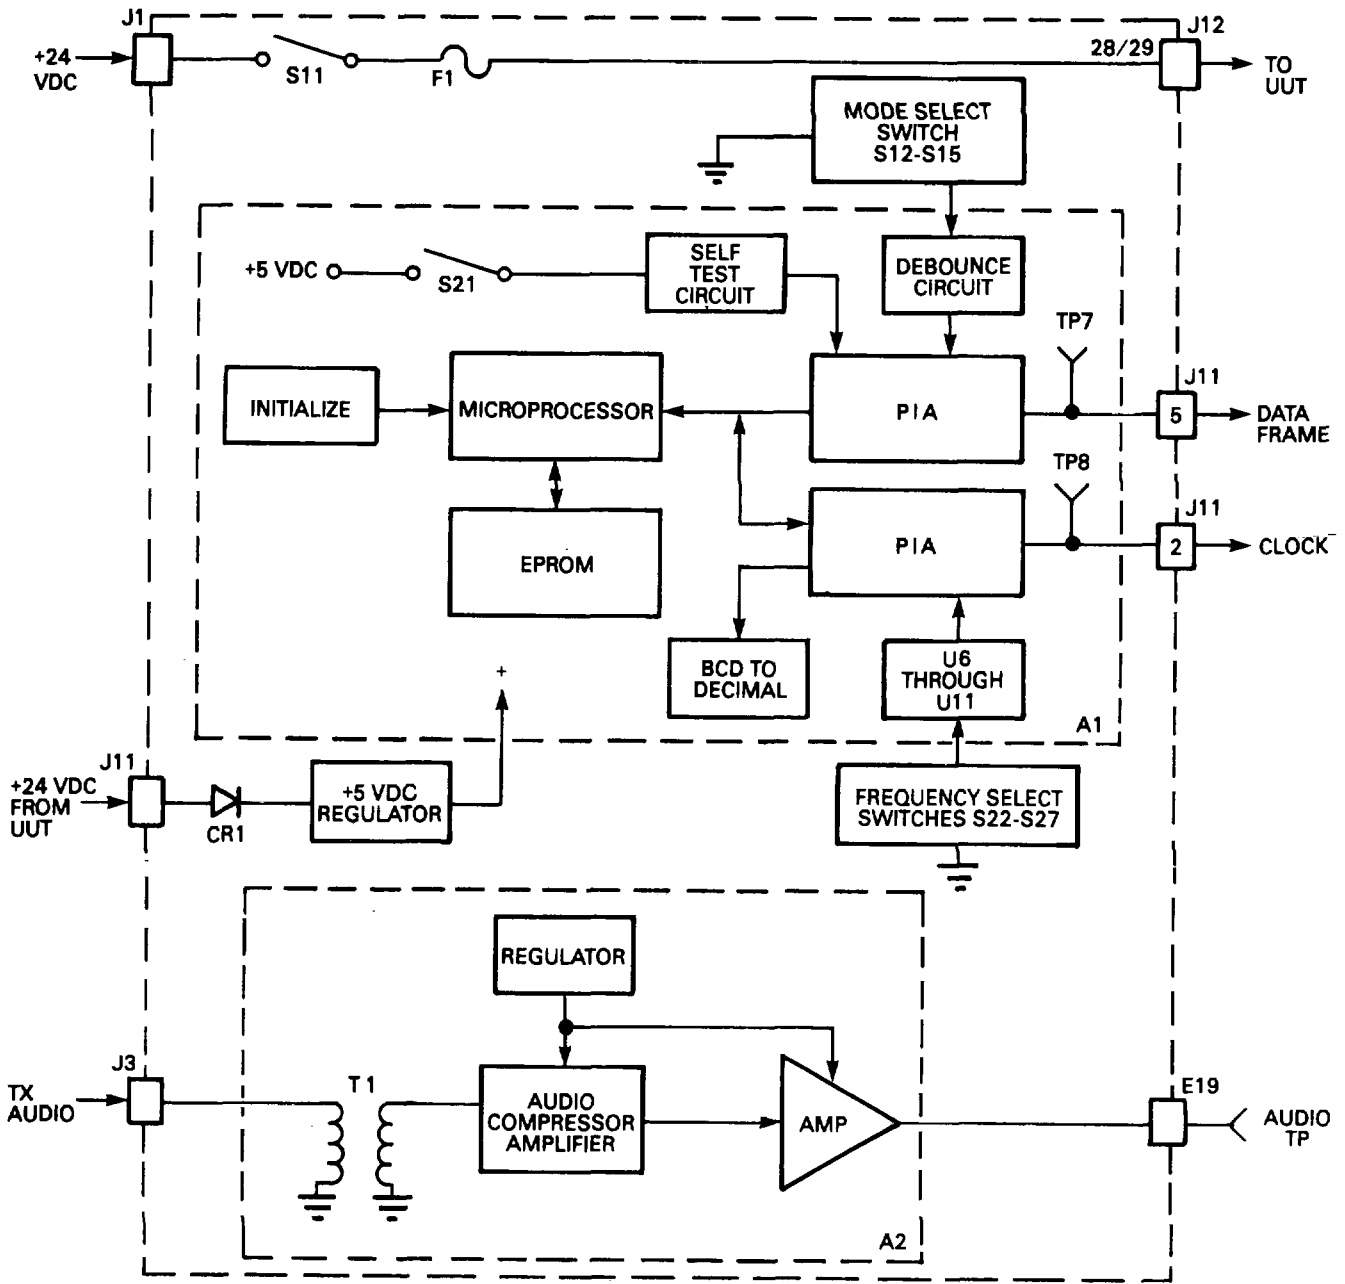 J1
J12
+24
VDC
S11
F1
28/29
TO
UUT
MODE SELECT
SWITCH
S12-S15
+5 VDC
S21
SELF
TEST
CIRCUIT
DEBOUNCE
CIRCUIT
TP7
INITIALIZE
MICROPROCESSOR
PIA
J11
5
DATA
FRAME
TP8
EPROM
PIA
J11
2
CLOCK
BCD TO
DECIMAL
U6
THROUGH
U11
+
A1
J11
+24 VDC
FROM
UUT
CR1
+5 VDC
REGULATOR
FREQUENCY SELECT
SWITCHES S22-S27
REGULATOR
J3
TX
AUDIO
T1
AUDIO
COMPRESSOR
AMPLIFIER
AMP
E19
AUDIO
TP
A2